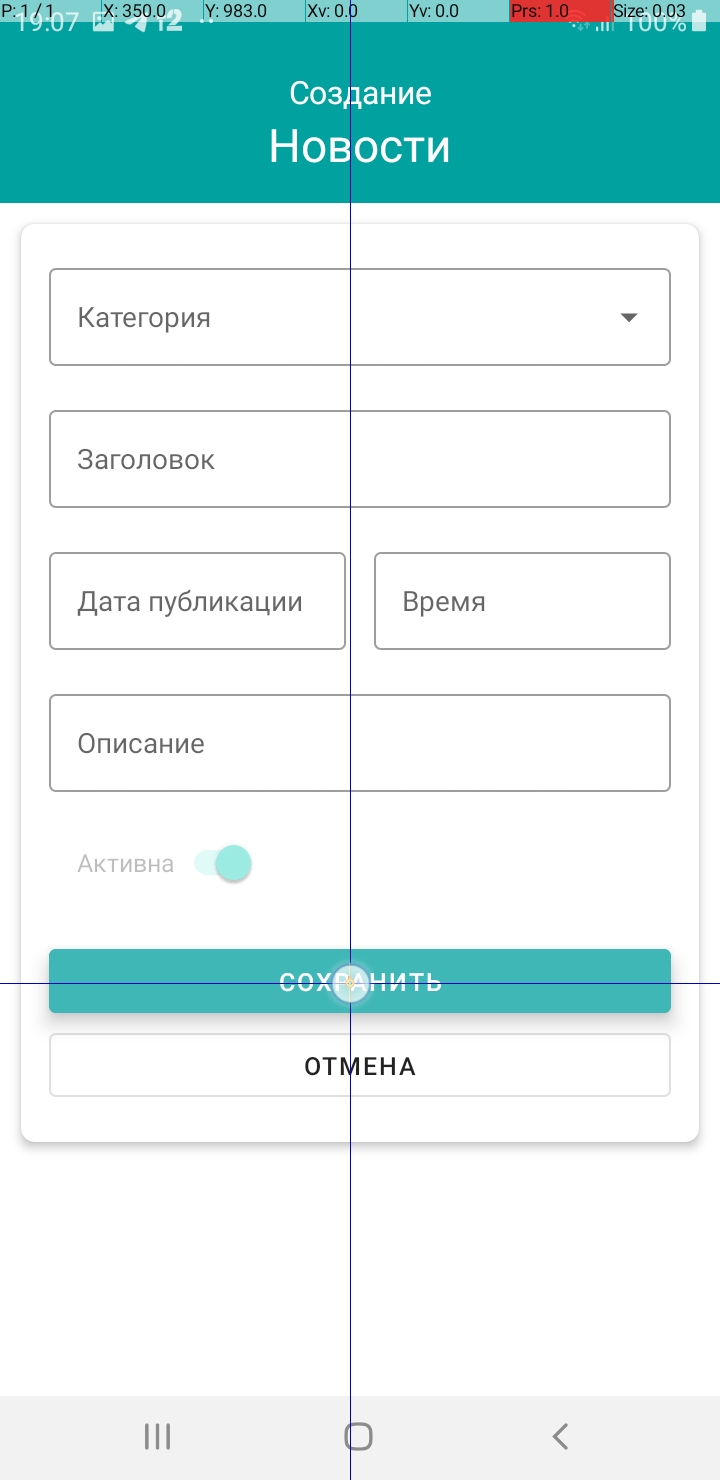 P: 1 / 1 X: 350.0 Y: 983.0 Xv: 0.0 Yv: 0.0 Prs: 1.0 Size: 0.03
19:07 12 100%
Создание
Новости
Категория
Заголовок
Дата публикации Время
Описание
Активна
СОХРАНИТЬ
ОТМЕНА